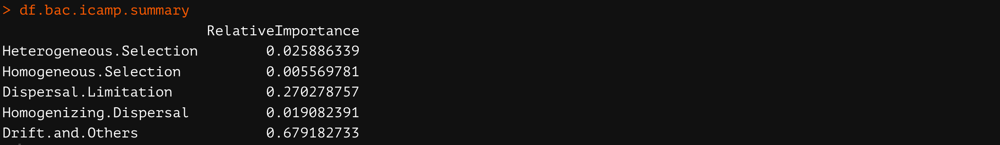 > df.bac.icamp.summary
RelativeImportance
Heterogeneous.Selection 0.025886339
Homogeneous.Selection 0.005569781
Dispersal.Limitation 0.270278757
Homogenizing.Dispersal 0.019082391
Drift.and.Others 0.679182733